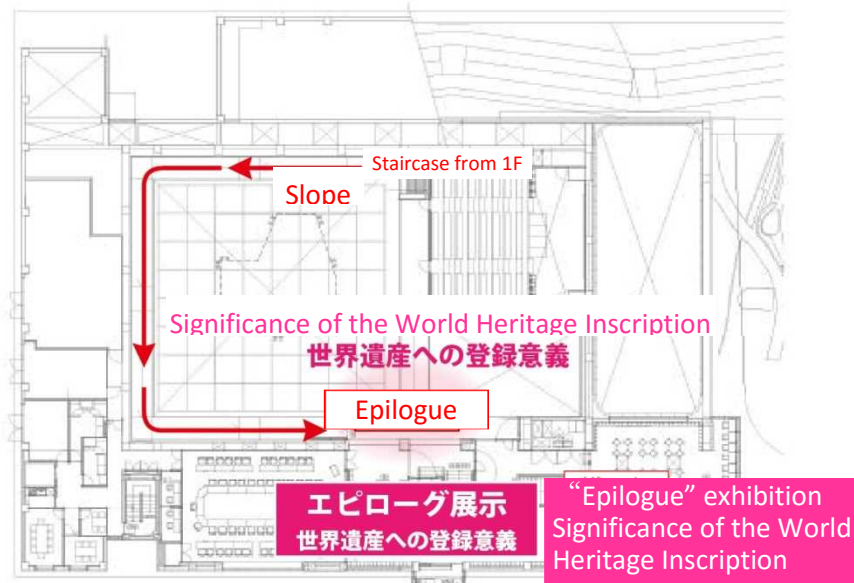 Staircase from 1F
Slope
Significance of the World Heritage Inscription
世界遺産への登録意義
Epilogue
エピローグ展示
世界遺産への登録意義
“Epilogue” exhibition
Significance of the World
Heritage Inscription